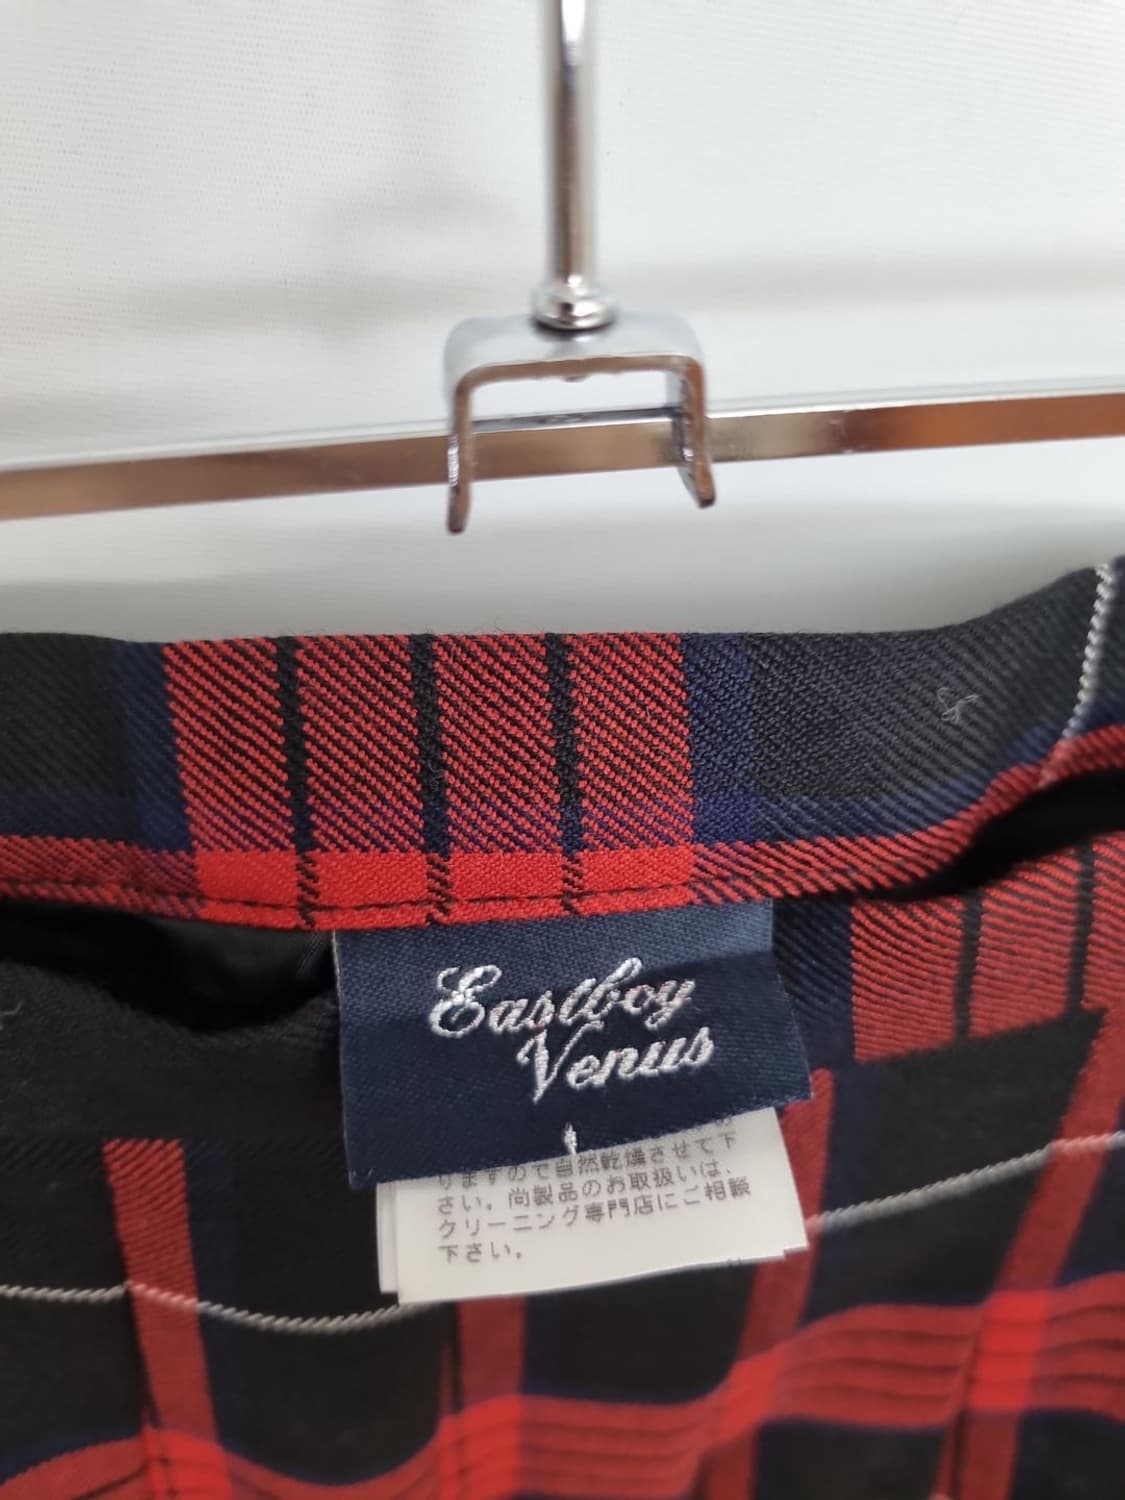 Eastboy
Venus
りますので自然乾燥させて下
さい。尚製品のお取扱いは、
クリーニング専門店にご相談
下さい。